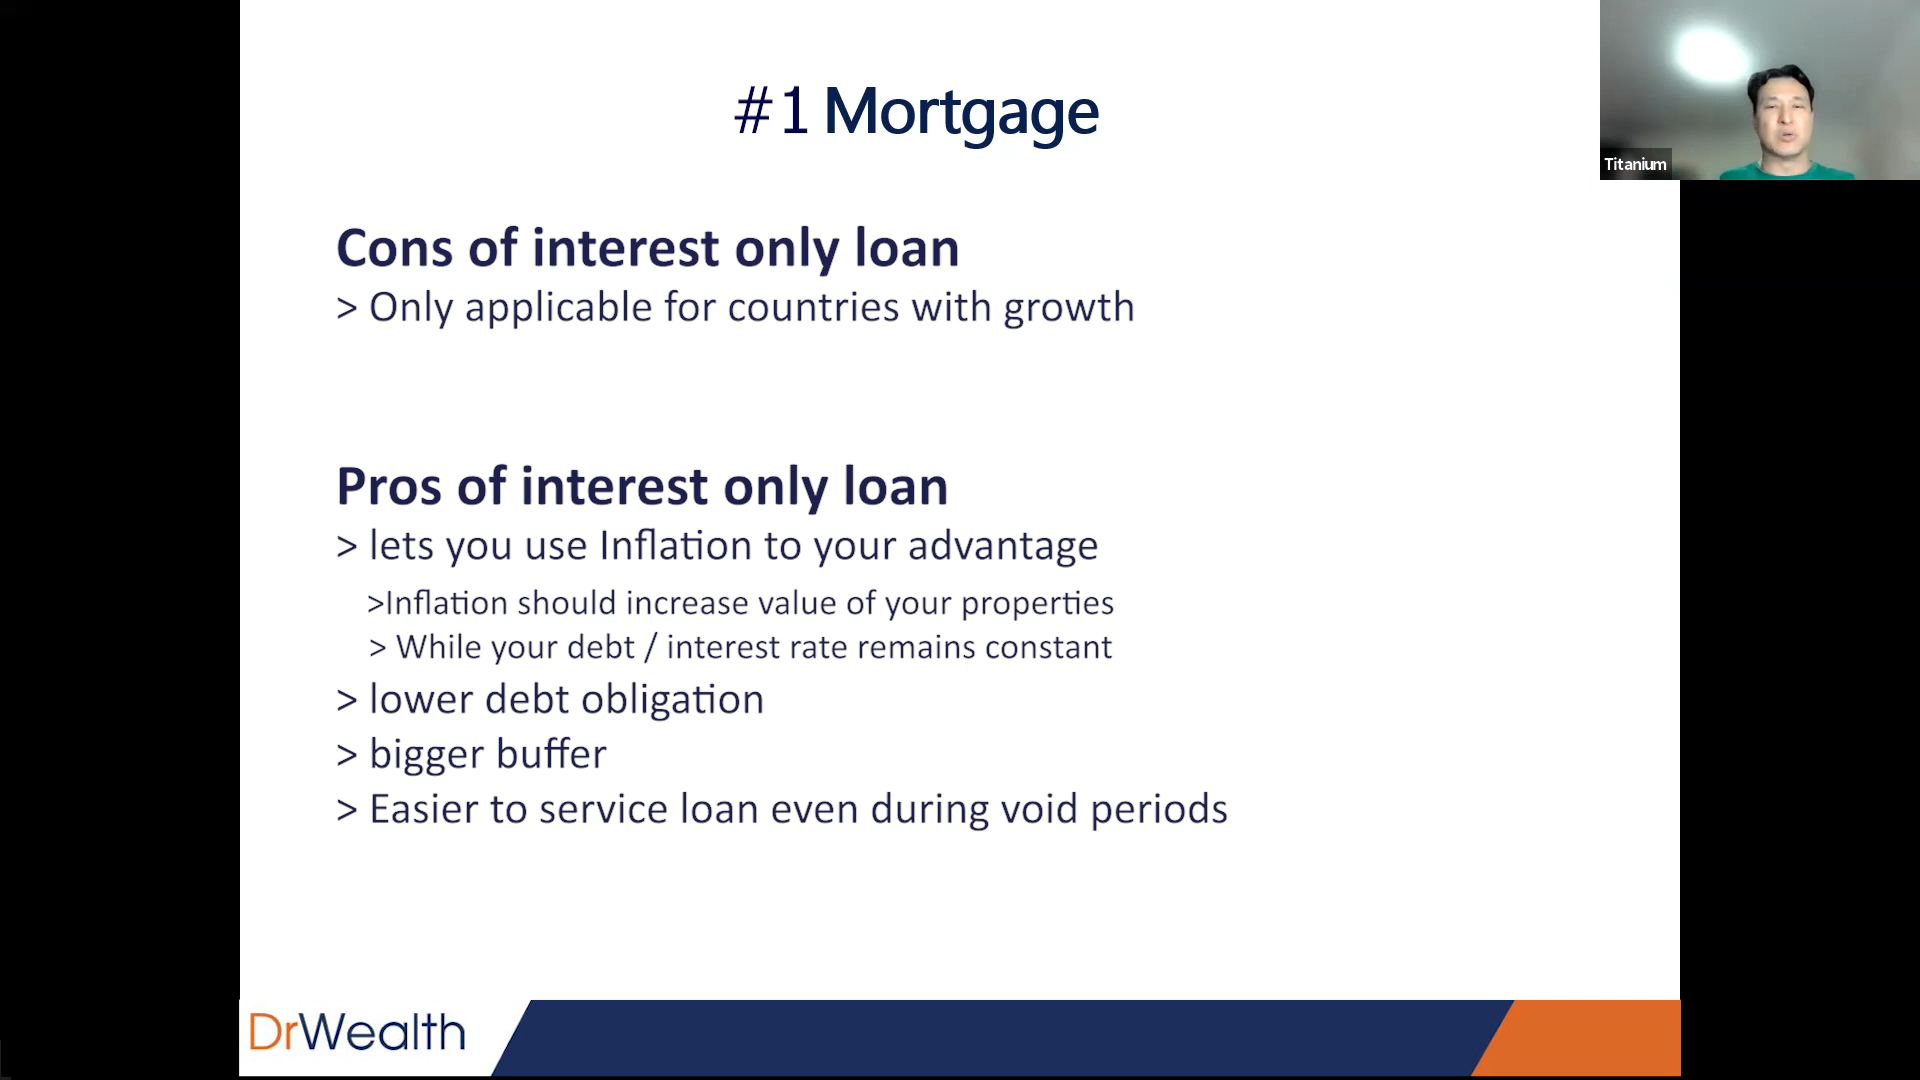 #1 Mortgage
Titanium
Cons of interest only loan
> Only applicable for countries with growth
Pros of interest only loan
> lets you use Inflation to your advantage
>Inflation should increase value of your properties
> While your debt / interest rate remains constant
> lower debt obligation
> bigger buffer
> Easier to service loan even during void periods
DrWealth